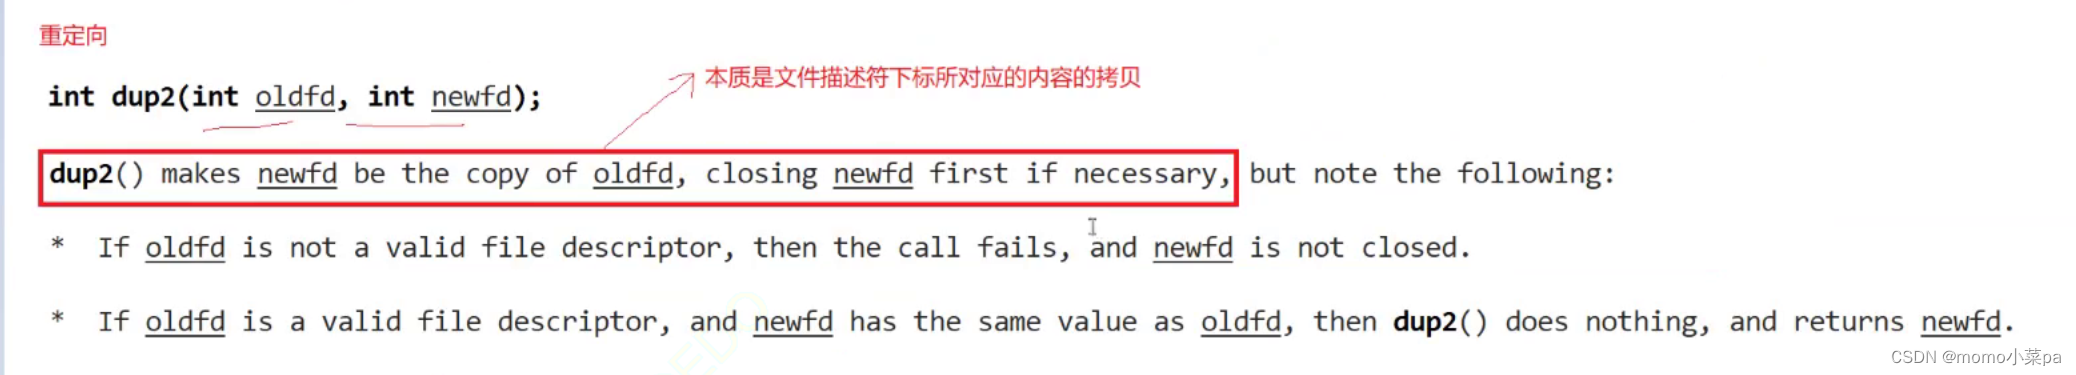 重定向
本质是文件描述符下标所对应的内容的拷贝
int dup2(int oldfd, int newfd);
dup2() makes newfd be the copy of oldfd, closing newfd first if necessary, but note the following:
* If oldfd is not a valid file descriptor, then the call fails, and newfd is not closed.
* If oldfd is a valid file descriptor, and newfd has the same value as oldfd, then dup2() does nothing, and returns newfd.
CSDN @momo小菜pa